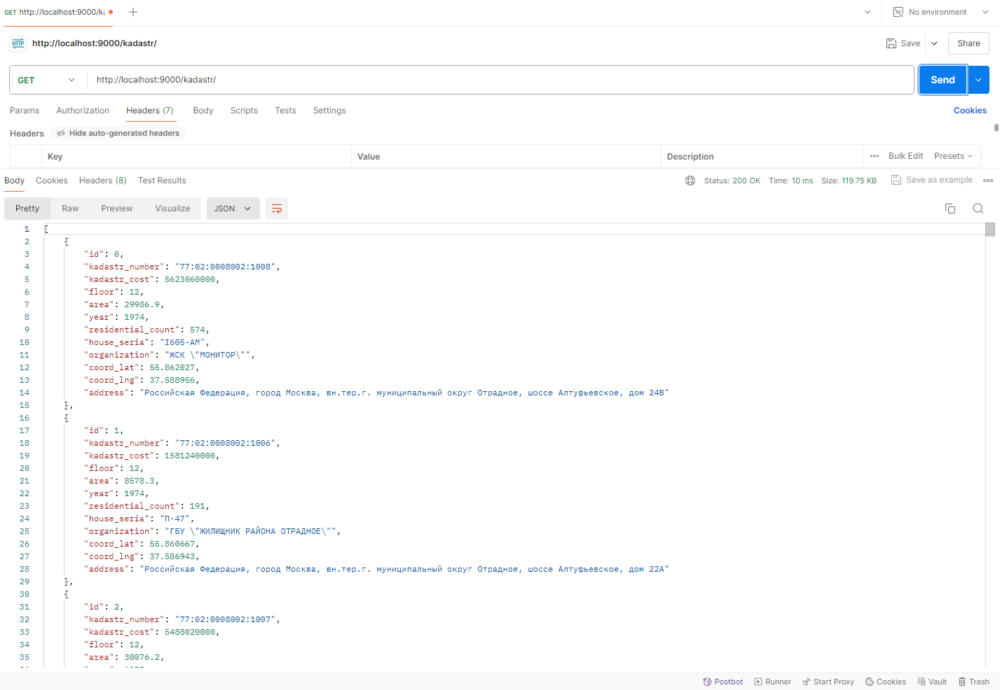 GET http://localhost:9000/ka
No environment
HTTP http://localhost:9000/kadastr/
Save
Share
GET
http://localhost:9000/kadastr/
Send
Params Authorization Headers (7) Body Scripts Tests Settings Cookies
Headers Hide auto-generated headers
Key Value Description Bulk Edit Presets
Body Cookies Headers (8) Test Results Status: 200 OK Time: 10 ms Size: 119.75 KB Save as example
Pretty Raw Preview Visualize JSON
1 [
2 {
3 "id": 0,
4 "kadastr_number": "77:02:0008002:1008",
5 "kadastr_cost": 5623060000,
6 "floor": 12,
7 "area": 29986.9,
8 "year": 1974,
9 "residential_count": 574,
10 "house_seria": "I605-AM",
11 "organization": "ЖСК \"МОНИТОР\"",
12 "coord_lat": 55.862027,
13 "coord_lng": 37.588956,
14 "address": "Российская Федерация, город Москва, вн.тер.г. муниципальный округ Отрадное, шоссе Алтуфьевское, дом 24В"
15 },
16 {
17 "id": 1,
18 "kadastr_number": "77:02:0008002:1006",
19 "kadastr_cost": 1581240000,
20 "floor": 12,
21 "area": 8578.3,
22 "year": 1974,
23 "residential_count": 191,
24 "house_seria": "П-47",
25 "organization": "ГБУ \"ЖИЛИЩНИК РАЙОНА ОТРАДНОЕ\"",
26 "coord_lat": 55.860667,
27 "coord_lng": 37.586943,
28 "address": "Российская Федерация, город Москва, вн.тер.г. муниципальный округ Отрадное, шоссе Алтуфьевское, дом 22А"
29 },
30 {
31 "id": 2,
32 "kadastr_number": "77:02:0008002:1007",
33 "kadastr_cost": 5488020000,
34 "floor": 12,
35 "area": 30076.2,
Postbot Runner Start Proxy Cookies Vault Trash